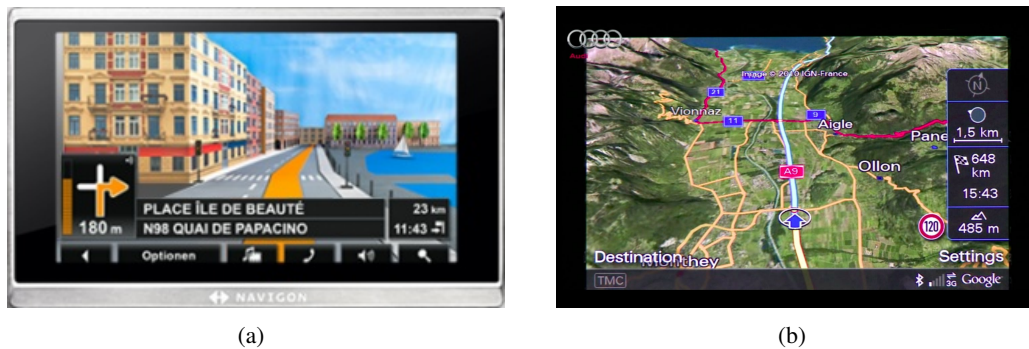 180 m
PLACE ÎLE DE BEAUTÉ
23 km
N98 QUAI DE PAPACINO
11:43
Optionen
NAVIGON
(a)
Image © 2010 IGN-France
21
Vionnaz
11
9
Aigle
N
1,5 km
Pane
A9
Ollon
648
km
15:43
120
485 m
Destination
Monthey
Settings
TMC
3G Google
(b)